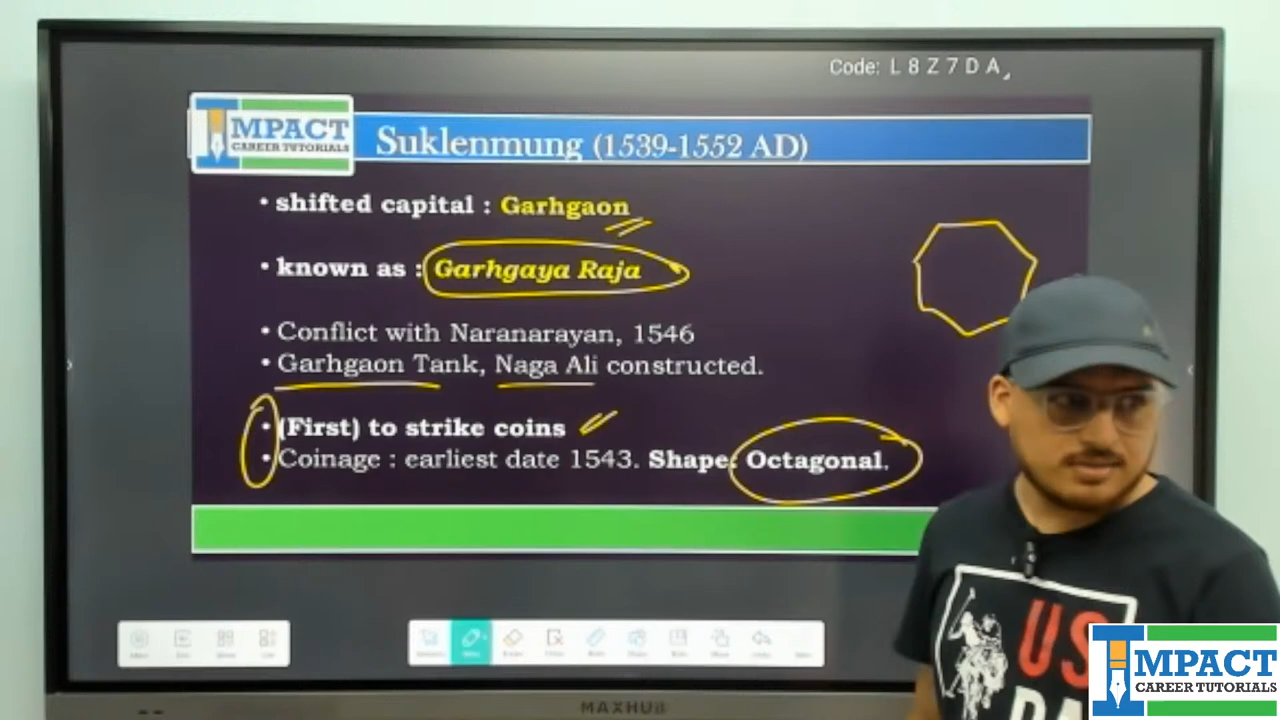 Code: L 8 Z 7 D A
IMPACT
CAREER TUTORIALS
Suklenmung (1539-1552 AD)
• shifted capital : Garhgaon
• known as : Garhgaya Raja
• Conflict with Naranarayan, 1546
• Garhgaon Tank, Naga Ali constructed.
• (First) to strike coins
• Coinage : earliest date 1543. Shape: Octagonal.
US
PA
IMPACT
CAREER TUTORIALS
MAXHUB